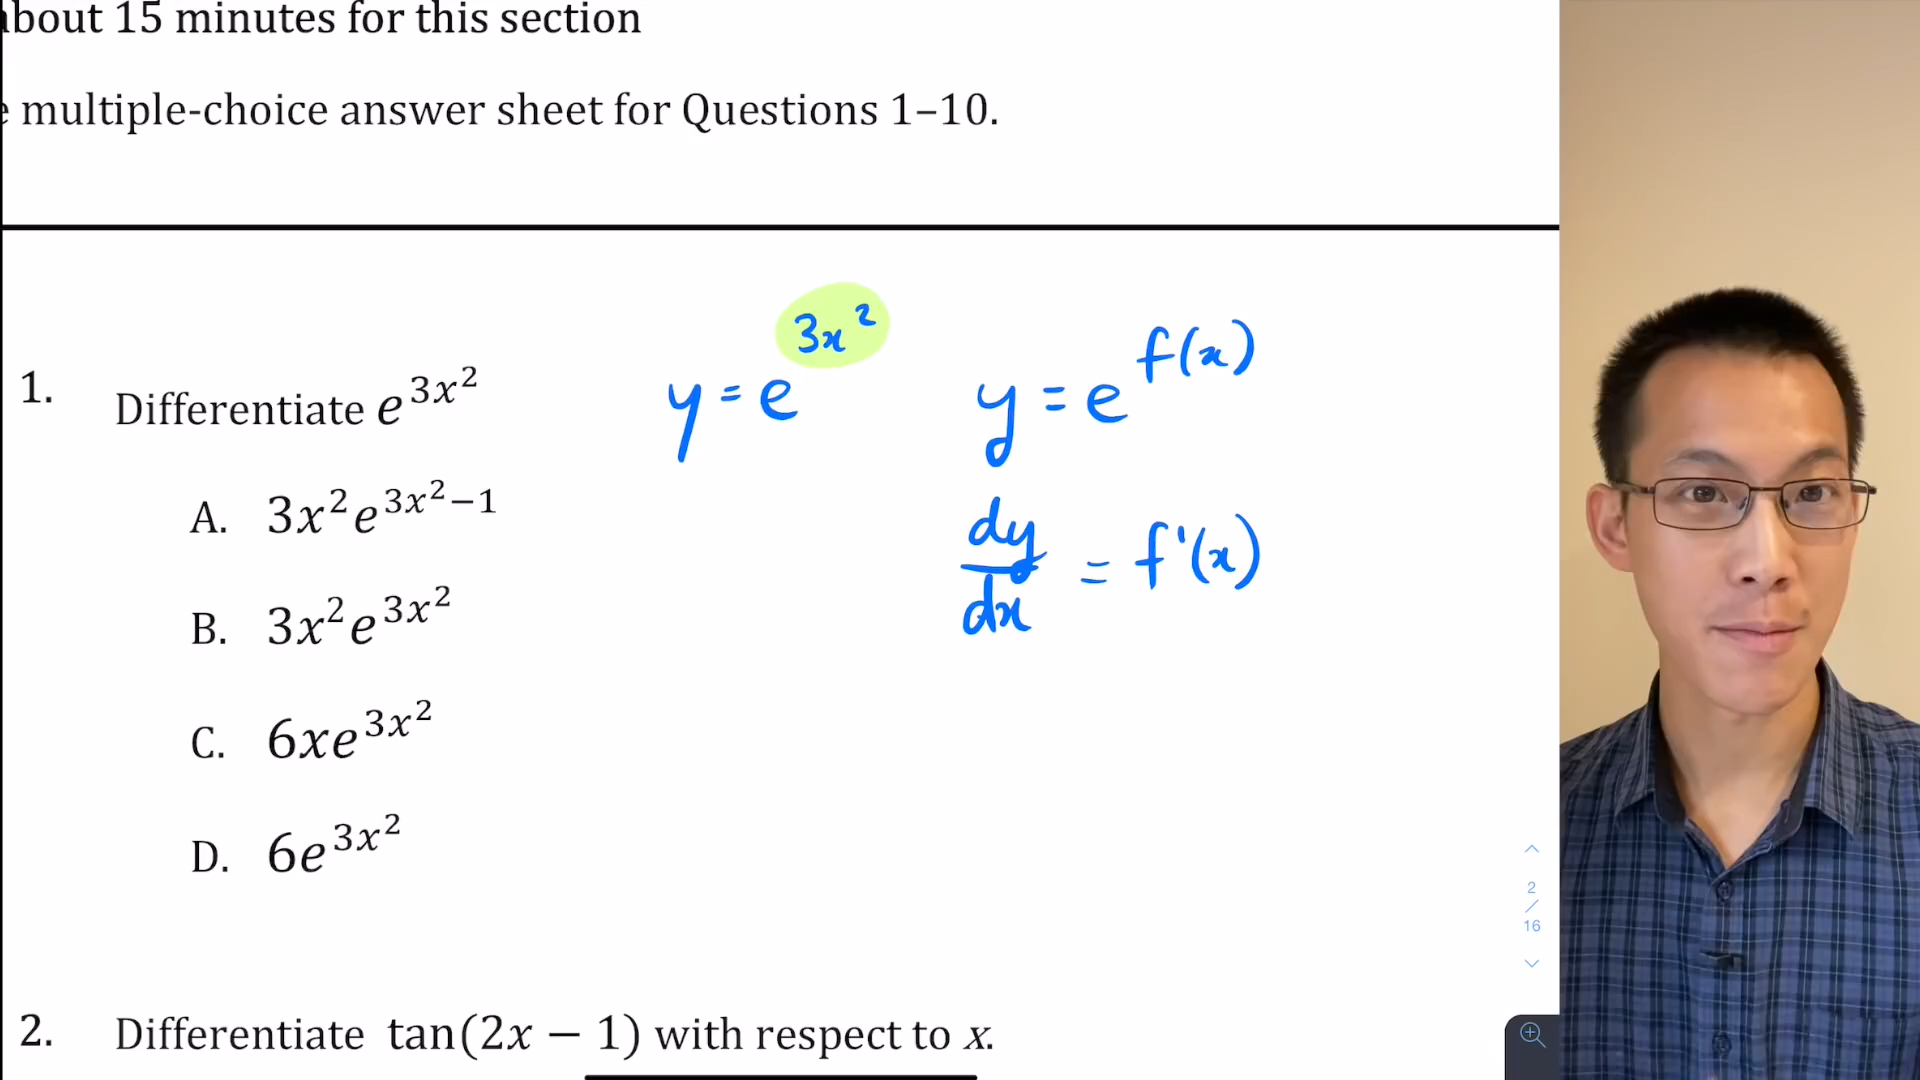 about 15 minutes for this section
multiple-choice answer sheet for Questions 1–10.
1. Differentiate e^{3x^2}
A. 3x^2e^{3x^2−1}
B. 3x^2e^{3x^2}
C. 6xe^{3x^2}
D. 6e^{3x^2}
y = e^{3x^2}
y = e^{f(x)}
dy/dx = f'(x)
2
/
16
2. Differentiate tan(2x − 1) with respect to x.